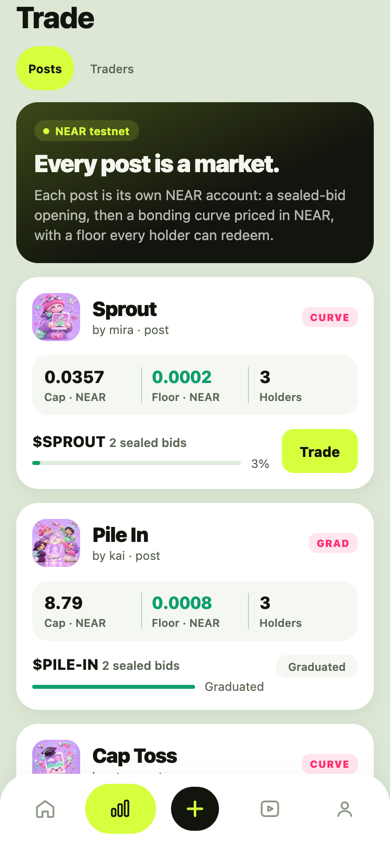 Trade
Posts
Traders
NEAR testnet
Every post is a market.
Each post is its own NEAR account: a sealed-bid
opening, then a bonding curve priced in NEAR,
with a floor every holder can redeem.
Sprout
by mira · post
CURVE
0.0357
Cap · NEAR
0.0002
Floor · NEAR
3
Holders
$SPROUT 2 sealed bids
3%
Trade
Pile In
by kai · post
GRAD
8.79
Cap · NEAR
0.0008
Floor · NEAR
3
Holders
$PILE-IN 2 sealed bids
Graduated
Graduated
Cap Toss
CURVE